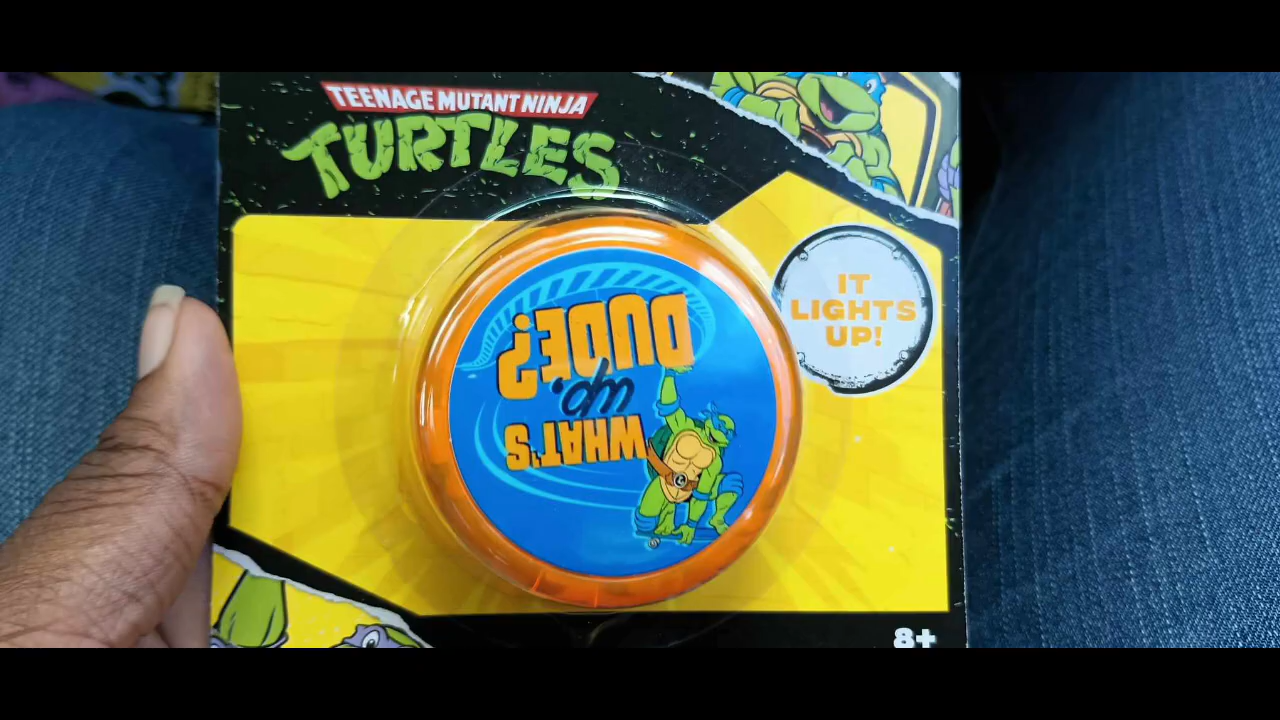 TEENAGE MUTANT NINJA
TURTLES
IT
LIGHTS
UP!
WHAT'S
up,
DUDE?
8+